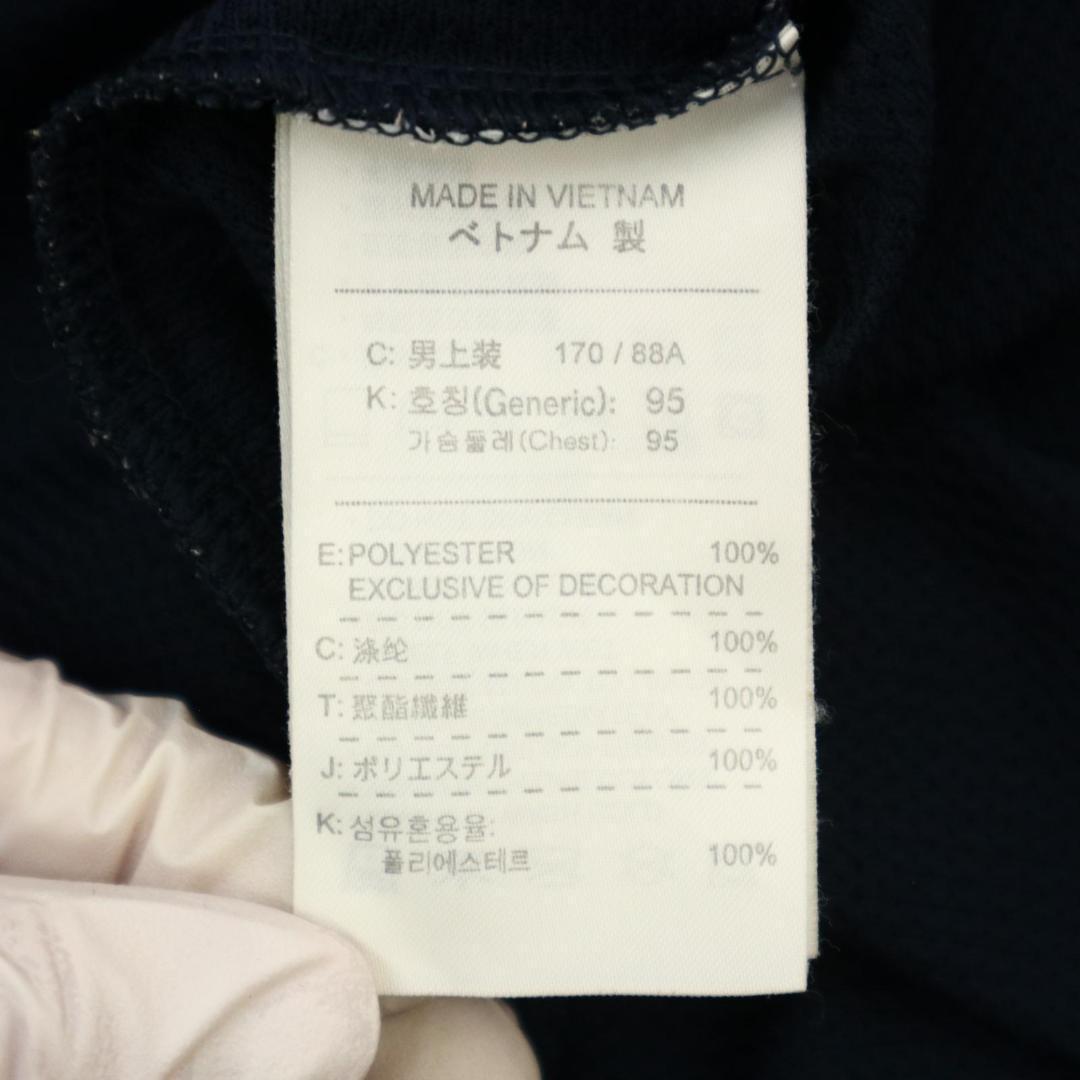 MADE IN VIETNAM
ベトナム 製
C: 男上装 170 / 88A
K: 호칭(Generic): 95
가슴둘레(Chest): 95
E: POLYESTER 100%
EXCLUSIVE OF DECORATION
C: 涤纶 100%
T: 聚酯纖維 100%
J: ポリエステル 100%
K: 섬유혼용율:
폴리에스테르 100%